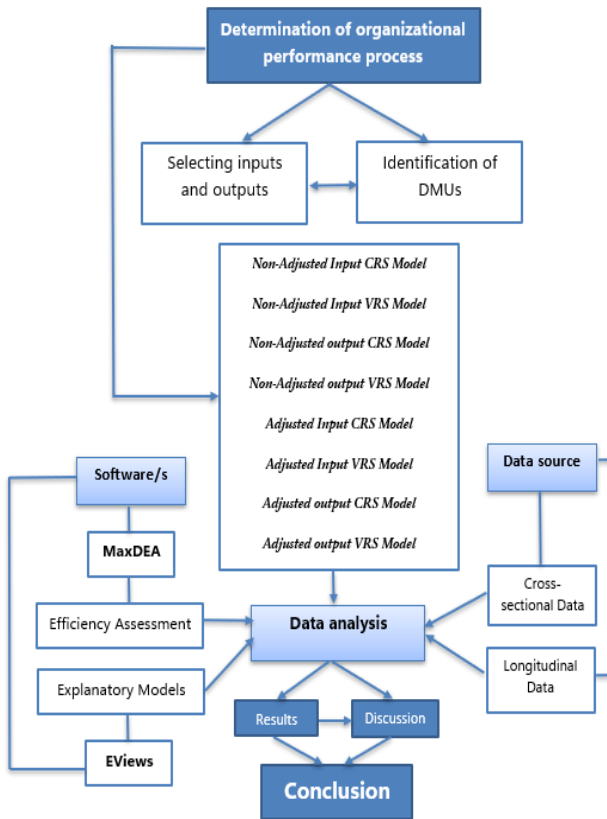 Determination of organizational
performance process
Selecting inputs
and outputs
Identification of
DMUs
Non-Adjusted Input CRS Model
Non-Adjusted Input VRS Model
Non-Adjusted output CRS Model
Non-Adjusted output VRS Model
Adjusted Input CRS Model
Adjusted Input VRS Model
Adjusted output CRS Model
Adjusted output VRS Model
Software/s
MaxDEA
Efficiency Assessment
Explanatory Models
EViews
Data source
Cross-
sectional Data
Longitudinal
Data
Data analysis
Results
Discussion
Conclusion